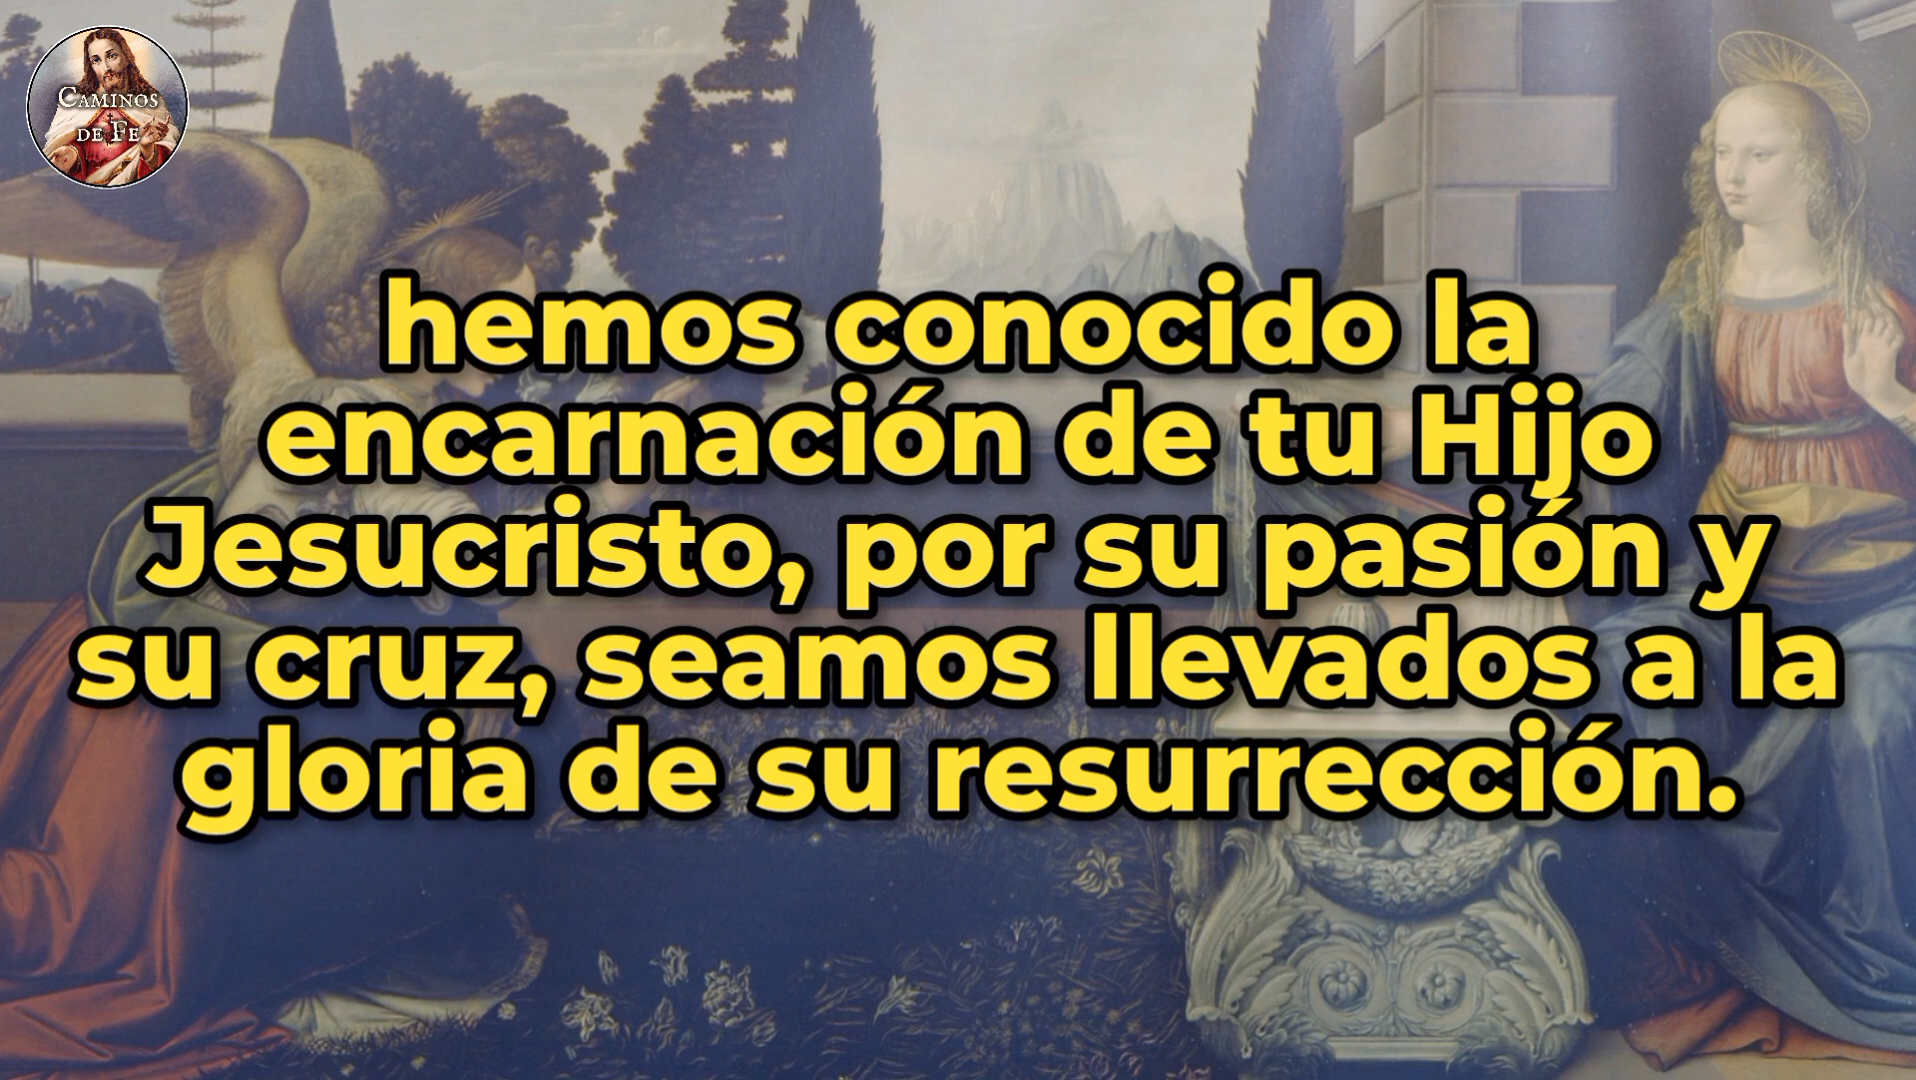 CAMINOS
DE FE
hemos conocido la
encarnación de tu Hijo
Jesucristo, por su pasión y
su cruz, seamos llevados a la
gloria de su resurrección.